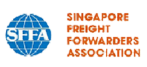 SFFA
SINGAPORE
FREIGHT
FORWARDERS
ASSOCIATION